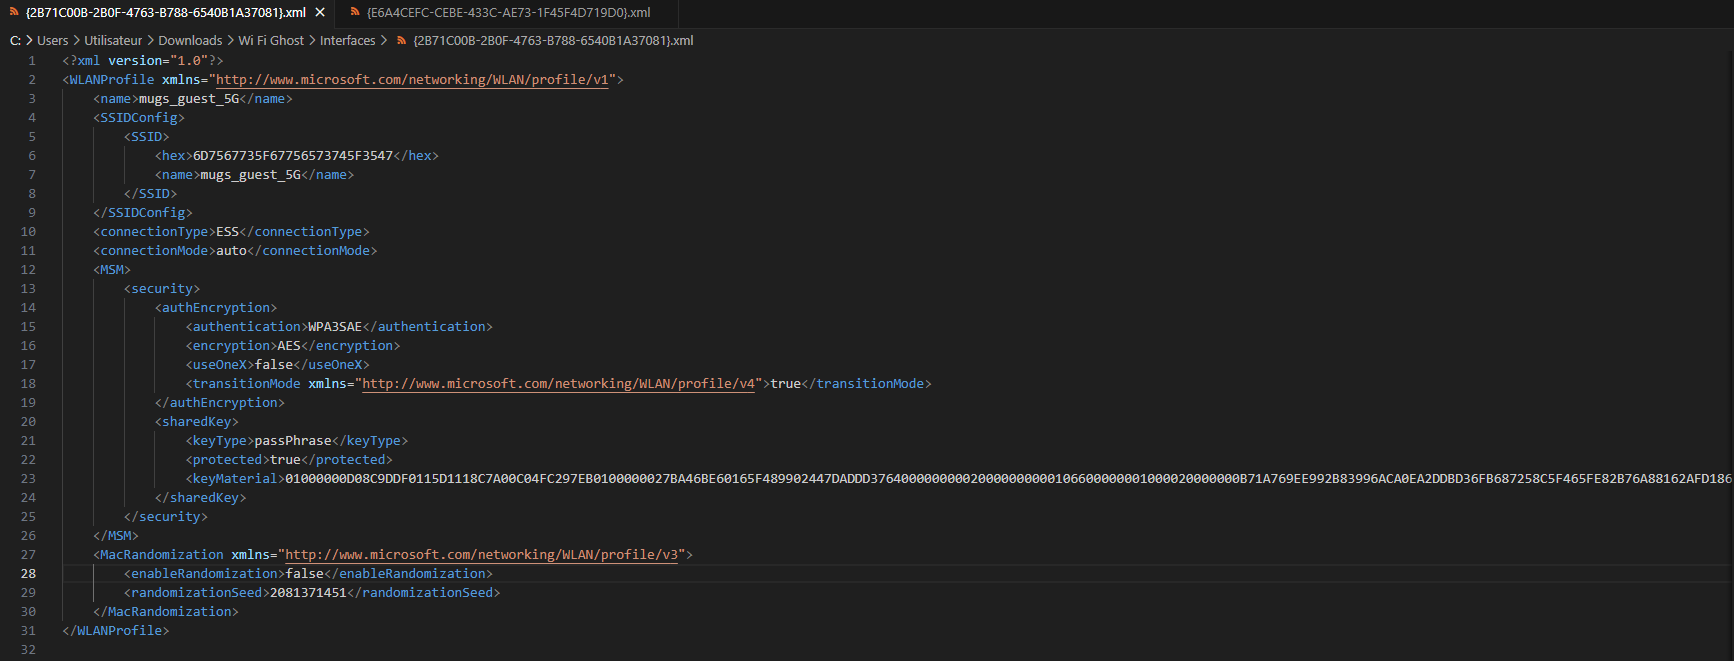 {2B71C00B-2B0F-4763-B788-6540B1A37081}.xml {E6A4CEFC-CEBE-433C-AE73-1F45F4D719D0}.xml
C: > Users > Utilisateur > Downloads > Wi Fi Ghost > Interfaces > {2B71C00B-2B0F-4763-B788-6540B1A37081}.xml
1 <?xml version="1.0"?>
2 <WLANProfile xmlns="http://www.microsoft.com/networking/WLAN/profile/v1">
3 <name>mugs_guest_5G</name>
4 <SSIDConfig>
5 <SSID>
6 <hex>6D7567735F67756573745F3547</hex>
7 <name>mugs_guest_5G</name>
8 </SSID>
9 </SSIDConfig>
10 <connectionType>ESS</connectionType>
11 <connectionMode>auto</connectionMode>
12 <MSM>
13 <security>
14 <authEncryption>
15 <authentication>WPA3SAE</authentication>
16 <encryption>AES</encryption>
17 <useOneX>false</useOneX>
18 <transitionMode xmlns="http://www.microsoft.com/networking/WLAN/profile/v4">true</transitionMode>
19 </authEncryption>
20 <sharedKey>
21 <keyType>passPhrase</keyType>
22 <protected>true</protected>
23 <keyMaterial>01000000D08C9DDF0115D1118C7A00C04FC297EB0100000027BA46BE60165F489902447DADDD37640000000002000000000010660000000100002000000B71A769EE992B83996ACA0EA2DDBD36FB687258C5F465FE82B76A88162AFD186
24 </sharedKey>
25 </security>
26 </MSM>
27 <MacRandomization xmlns="http://www.microsoft.com/networking/WLAN/profile/v3">
28 <enableRandomization>false</enableRandomization>
29 <randomizationSeed>2081371451</randomizationSeed>
30 </MacRandomization>
31 </WLANProfile>
32